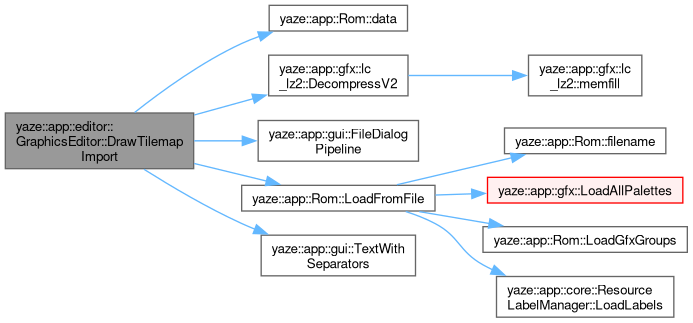 yaze::app::Rom::data
yaze::app::gfx::lc
_lz2::DecompressV2
yaze::app::gfx::lc
_lz2::memfill
yaze::app::editor::
GraphicsEditor::DrawTilemap
Import
yaze::app::gui::FileDialog
Pipeline
yaze::app::Rom::filename
yaze::app::Rom::LoadFromFile
yaze::app::gfx::LoadAllPalettes
yaze::app::Rom::LoadGfxGroups
yaze::app::gui::TextWith
Separators
yaze::app::core::Resource
LabelManager::LoadLabels